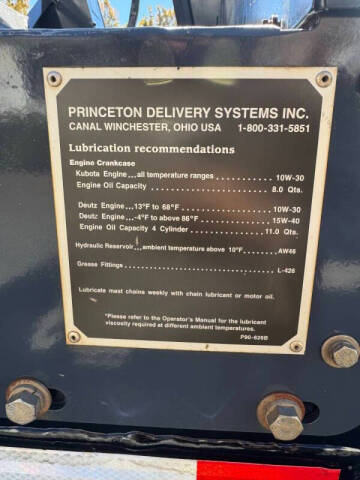 PRINCETON DELIVERY SYSTEMS INC.
CANAL WINCHESTER, OHIO USA 1-800-331-5851
Lubrication recommendations
Engine Crankcase
Kubota Engine...all temperature ranges .................... 10W-30
Engine Oil Capacity ............................ 8.0 Qts.
Deutz Engine...13°F to 68°F ............................ 10W-30
Deutz Engine...-4°F to above 86°F .................... 15W-40
Engine Oil Capacity 4 Cylinder .................... 11.0 Qts.
Hydraulic Reservoir...ambient temperature above 10°F........AW46
Grease Fittings ........................................ L-426
Lubricate mast chains weekly with chain lubricant or motor oil.
*Please refer to the Operator's Manual for the lubricant
viscosity required at different ambient temperatures.
P90-626B